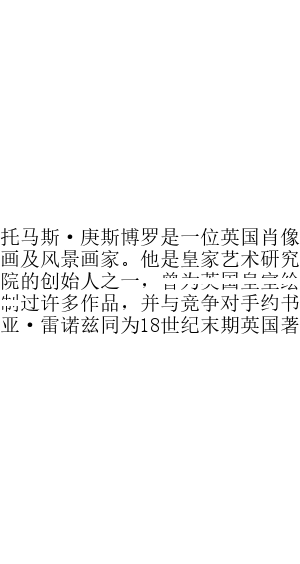 托马斯·庚斯博罗是一位英国肖像
画及风景画家。他是皇家艺术研究
院的创始人之一，曾为英国皇室绘
制过许多作品，并与竞争对手约书
亚·雷诺兹同为18世纪末期英国著